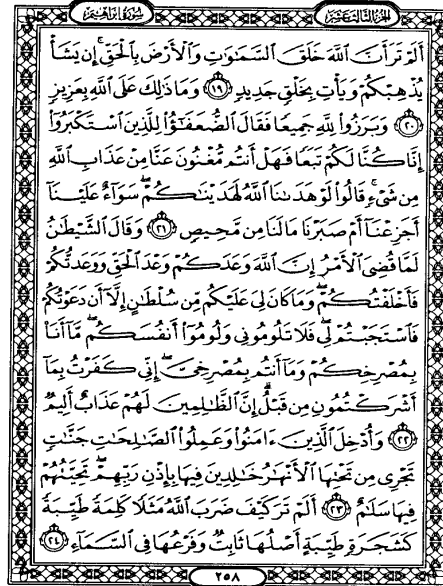 الجزء الثالث عشر
سورة إبراهيم
أَلَمْ تَرَ أَنَّ ٱللَّهَ خَلَقَ ٱلسَّمَٰوَٰتِ وَٱلْأَرْضَ بِٱلْحَقِّ ۚ إِن يَشَأْ
يُذْهِبْكُمْ وَيَأْتِ بِخَلْقٍ جَدِيدٍ ١٩ وَمَا ذَٰلِكَ عَلَى ٱللَّهِ بِعَزِيزٍ
٢٠ وَبَرَزُوا۟ لِلَّهِ جَمِيعًا فَقَالَ ٱلضُّعَفَٰٓؤُا۟ لِلَّذِينَ ٱسْتَكْبَرُوٓا۟
إِنَّا كُنَّا لَكُمْ تَبَعًا فَهَلْ أَنتُم مُّغْنُونَ عَنَّا مِنْ عَذَابِ ٱللَّهِ
مِن شَىْءٍ ۚ قَالُوا۟ لَوْ هَدَىٰنَا ٱللَّهُ لَهَدَيْنَٰكُمْ ۖ سَوَآءٌ عَلَيْنَآ
أَجَزِعْنَآ أَمْ صَبَرْنَا مَا لَنَا مِن مَّحِيصٍ ٢١ وَقَالَ ٱلشَّيْطَٰنُ
لَمَّا قُضِىَ ٱلْأَمْرُ إِنَّ ٱللَّهَ وَعَدَكُمْ وَعْدَ ٱلْحَقِّ وَوَعَدتُّكُمْ
فَأَخْلَفْتُكُمْ ۖ وَمَا كَانَ لِىَ عَلَيْكُم مِّن سُلْطَٰنٍ إِلَّآ أَن دَعَوْتُكُمْ
فَٱسْتَجَبْتُمْ لِى ۖ فَلَا تَلُومُونِى وَلُومُوٓا۟ أَنفُسَكُم ۖ مَّآ أَنَا۠
بِمُصْرِخِكُمْ وَمَآ أَنتُم بِمُصْرِخِىَّ ۖ إِنِّى كَفَرْتُ بِمَآ
أَشْرَكْتُمُونِ مِن قَبْلُ ۗ إِنَّ ٱلظَّٰلِمِينَ لَهُمْ عَذَابٌ أَلِيمٌ
٢٢ وَأُدْخِلَ ٱلَّذِينَ ءَامَنُوا۟ وَعَمِلُوا۟ ٱلصَّٰلِحَٰتِ جَنَّٰتٍ
تَجْرِى مِن تَحْتِهَا ٱلْأَنْهَٰرُ خَٰلِدِينَ فِيهَا بِإِذْنِ رَبِّهِمْ ۖ تَحِيَّتُهُمْ
فِيهَا سَلَٰمٌ ٢٣ أَلَمْ تَرَ كَيْفَ ضَرَبَ ٱللَّهُ مَثَلًا كَلِمَةً طَيِّبَةً
كَشَجَرَةٍ طَيِّبَةٍ أَصْلُهَا ثَابِتٌ وَفَرْعُهَا فِى ٱلسَّمَآءِ ٢٤
٢٥٨